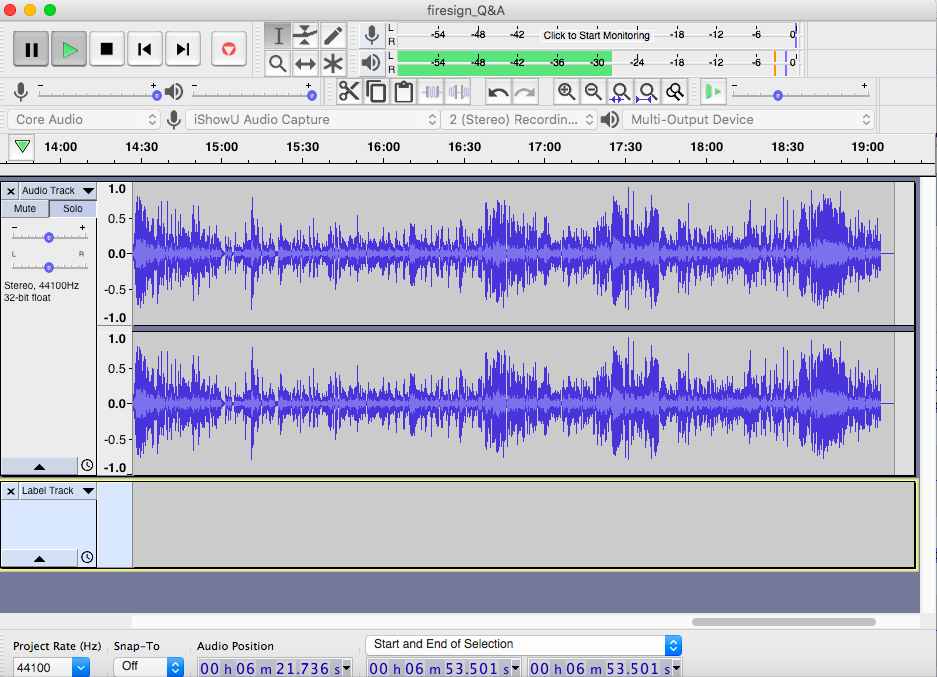 firesign_Q&A
L
R
-54 -48 -42 Click to Start Monitoring -18 -12 -6 0
L
R
-54 -48 -42 -36 -30 -24 -18 -12 -6 0
- +
- +
- +
Core Audio iShowU Audio Capture 2 (Stereo) Recordin... Multi-Output Device
14:00 14:30 15:00 15:30 16:00 16:30 17:00 17:30 18:00 18:30 19:00
Audio Track
Mute Solo
- +
L R
Stereo, 44100Hz
32-bit float
1.0
0.5
0.0
-0.5
-1.0
1.0
0.5
0.0
-0.5
-1.0
Label Track
Project Rate (Hz) Snap-To Audio Position Start and End of Selection
44100 Off 00 h 06 m 21.736 s 00 h 06 m 53.501 s 00 h 06 m 53.501 s